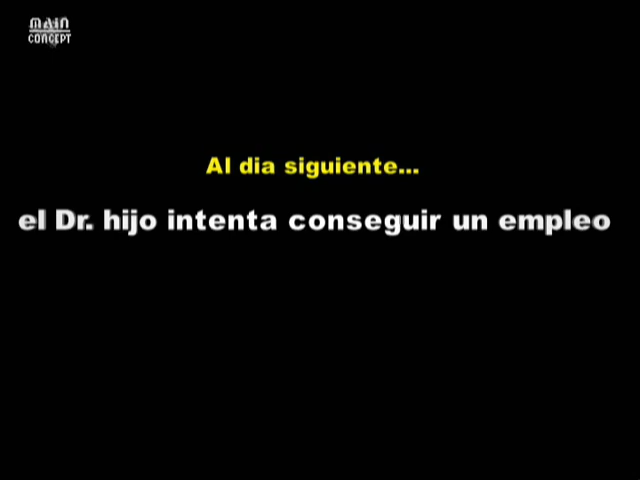 MAIN
CONCEPT
Al dia siguiente...
el Dr. hijo intenta conseguir un empleo